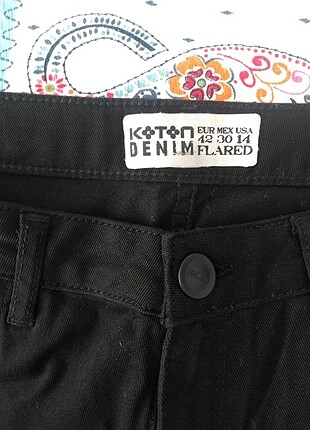 KOTON EUR MEX USA
42 30 14
DENIM FLARED